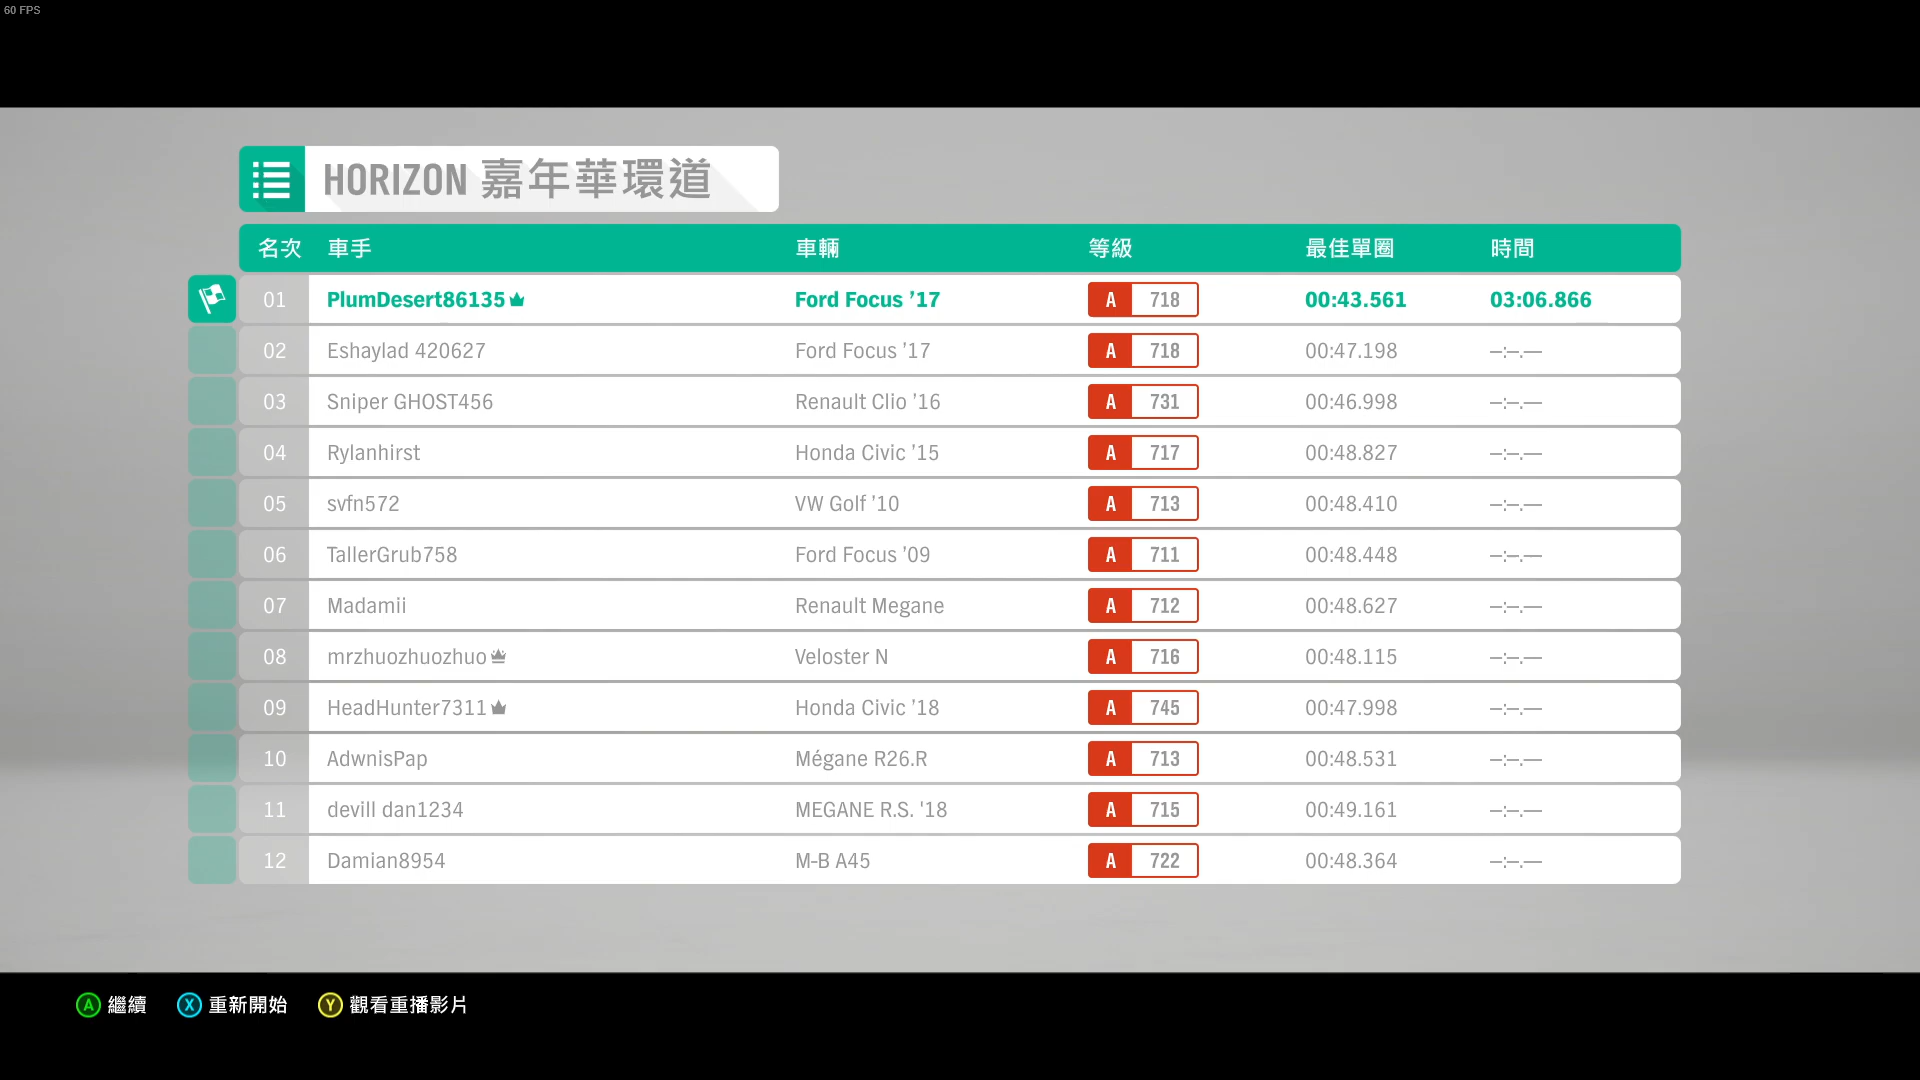 60 FPS
HORIZON 嘉年華環道
名次 車手 車輛 等級 最佳單圈 時間
01 PlumDesert86135 Ford Focus ’17 A 718 00:43.561 03:06.866
02 Eshaylad 420627 Ford Focus ’17 A 718 00:47.198 –:–.––
03 Sniper GHOST456 Renault Clio ’16 A 731 00:46.998 –:–.––
04 Rylanhirst Honda Civic ’15 A 717 00:48.827 –:–.––
05 svfn572 VW Golf ’10 A 713 00:48.410 –:–.––
06 TallerGrub758 Ford Focus ’09 A 711 00:48.448 –:–.––
07 Madamii Renault Megane A 712 00:48.627 –:–.––
08 mrzhuozhuozhuo Veloster N A 716 00:48.115 –:–.––
09 HeadHunter7311 Honda Civic ’18 A 745 00:47.998 –:–.––
10 AdwnisPap Mégane R26.R A 713 00:48.531 –:–.––
11 devill dan1234 MEGANE R.S. '18 A 715 00:49.161 –:–.––
12 Damian8954 M-B A45 A 722 00:48.364 –:–.––
A 繼續 X 重新開始 Y 觀看重播影片